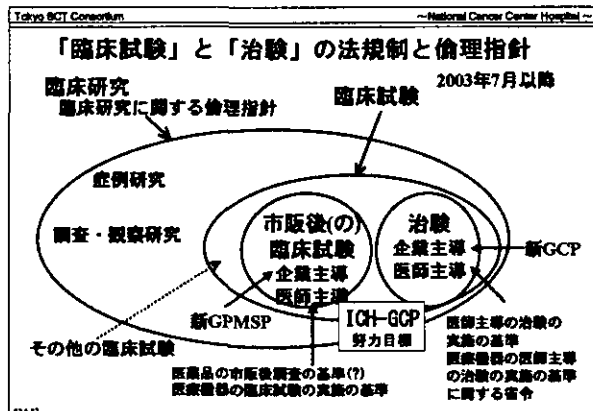 Tokyo SCT Consortium
~National Cancer Center Hospital~
「臨床試験」と「治験」の法規制と倫理指針
2003年7月以降
臨床研究
臨床研究に関する倫理指針
臨床試験
症例研究
調査・観察研究
市販後(の)
臨床試験
企業主導
医師主導
治験
企業主導
医師主導
新GCP
新GPMSP
ICH-GCP
努力目標
その他の臨床試験
医薬品の市販後調査の基準(?)
医療機器の臨床試験の実施の基準
医師主導の治験の
実施の基準
医療機器の医師主導
の治験の実施の基準
に関する省令